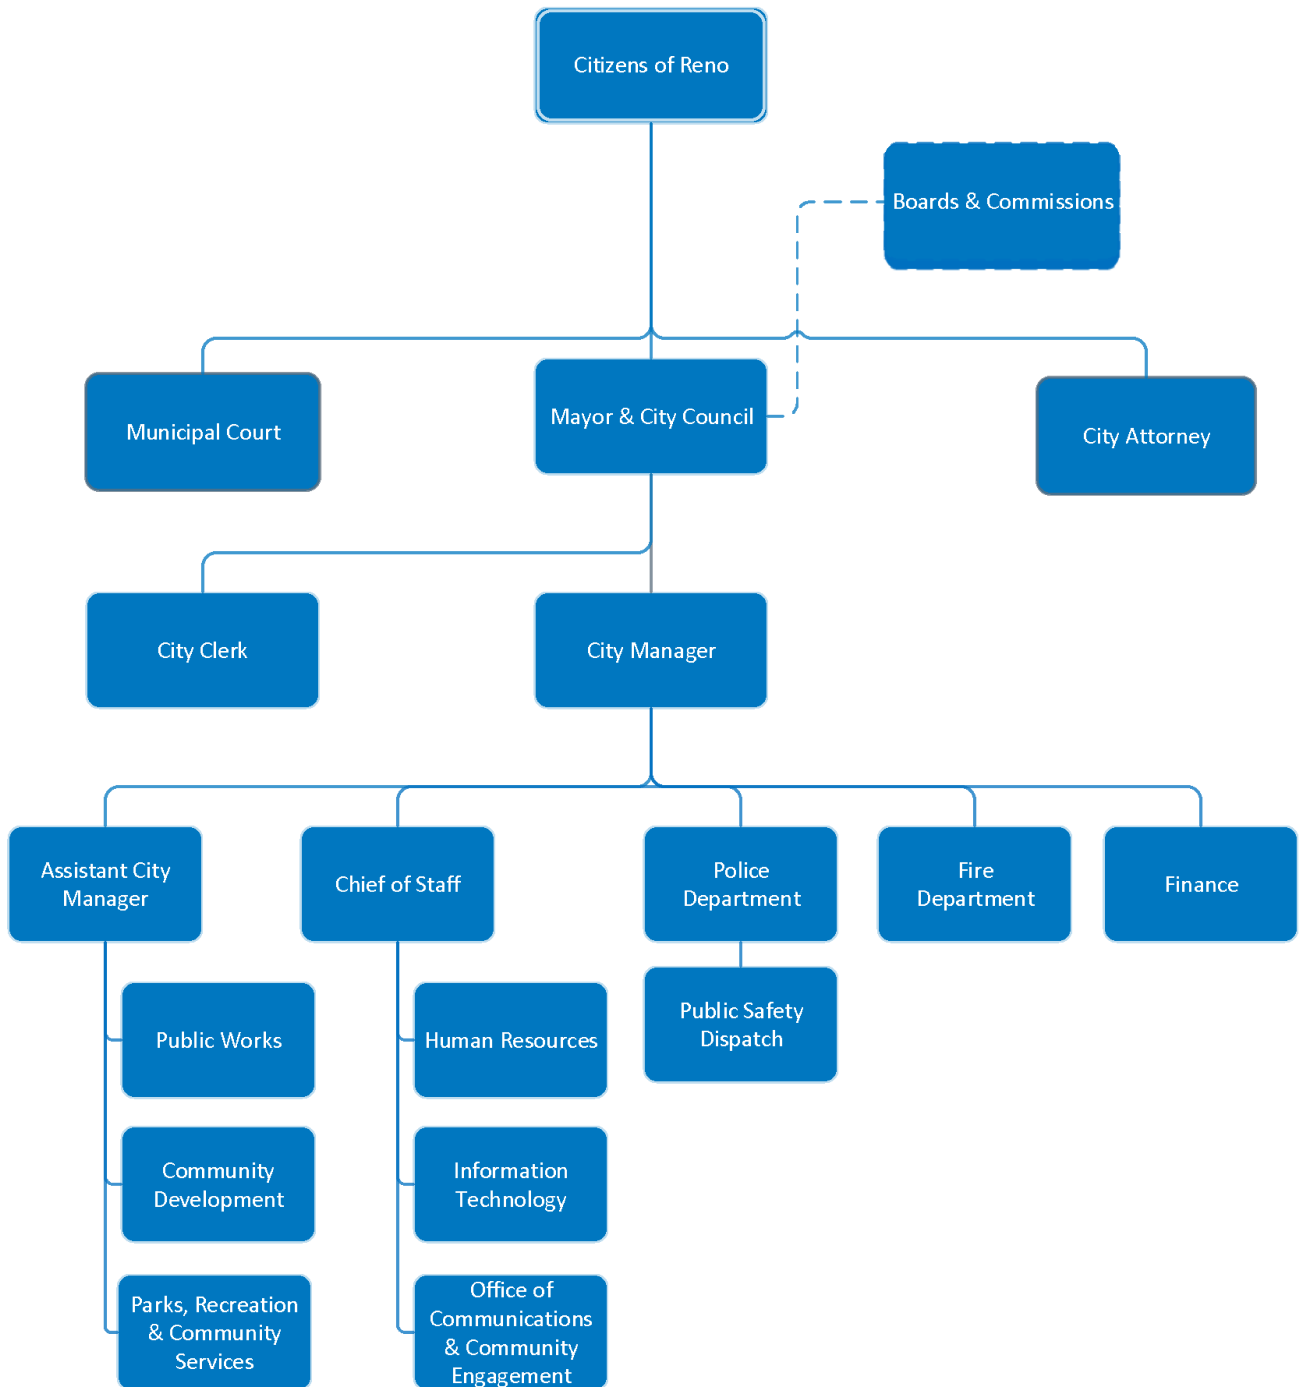 Citizens of Reno
Boards & Commissions
Municipal Court
Mayor & City Council
City Attorney
City Clerk
City Manager
Assistant City
Manager
Chief of Staff
Police
Department
Fire
Department
Finance
Public Works
Human Resources
Public Safety
Dispatch
Community
Development
Information
Technology
Parks, Recreation
& Community
Services
Office of
Communications
& Community
Engagement